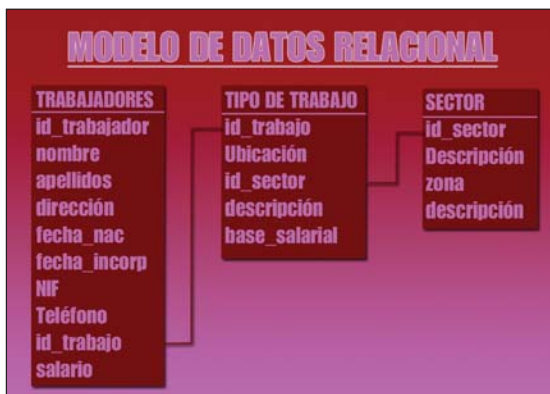 MODELO DE DATOS RELACIONAL
TRABAJADORES
id_trabajador
nombre
apellidos
dirección
fecha_nac
fecha_incorp
NIF
Teléfono
id_trabajo
salario
TIPO DE TRABAJO
id_trabajo
Ubicación
id_sector
descripción
base_salarial
SECTOR
id_sector
Descripción
zona
descripción